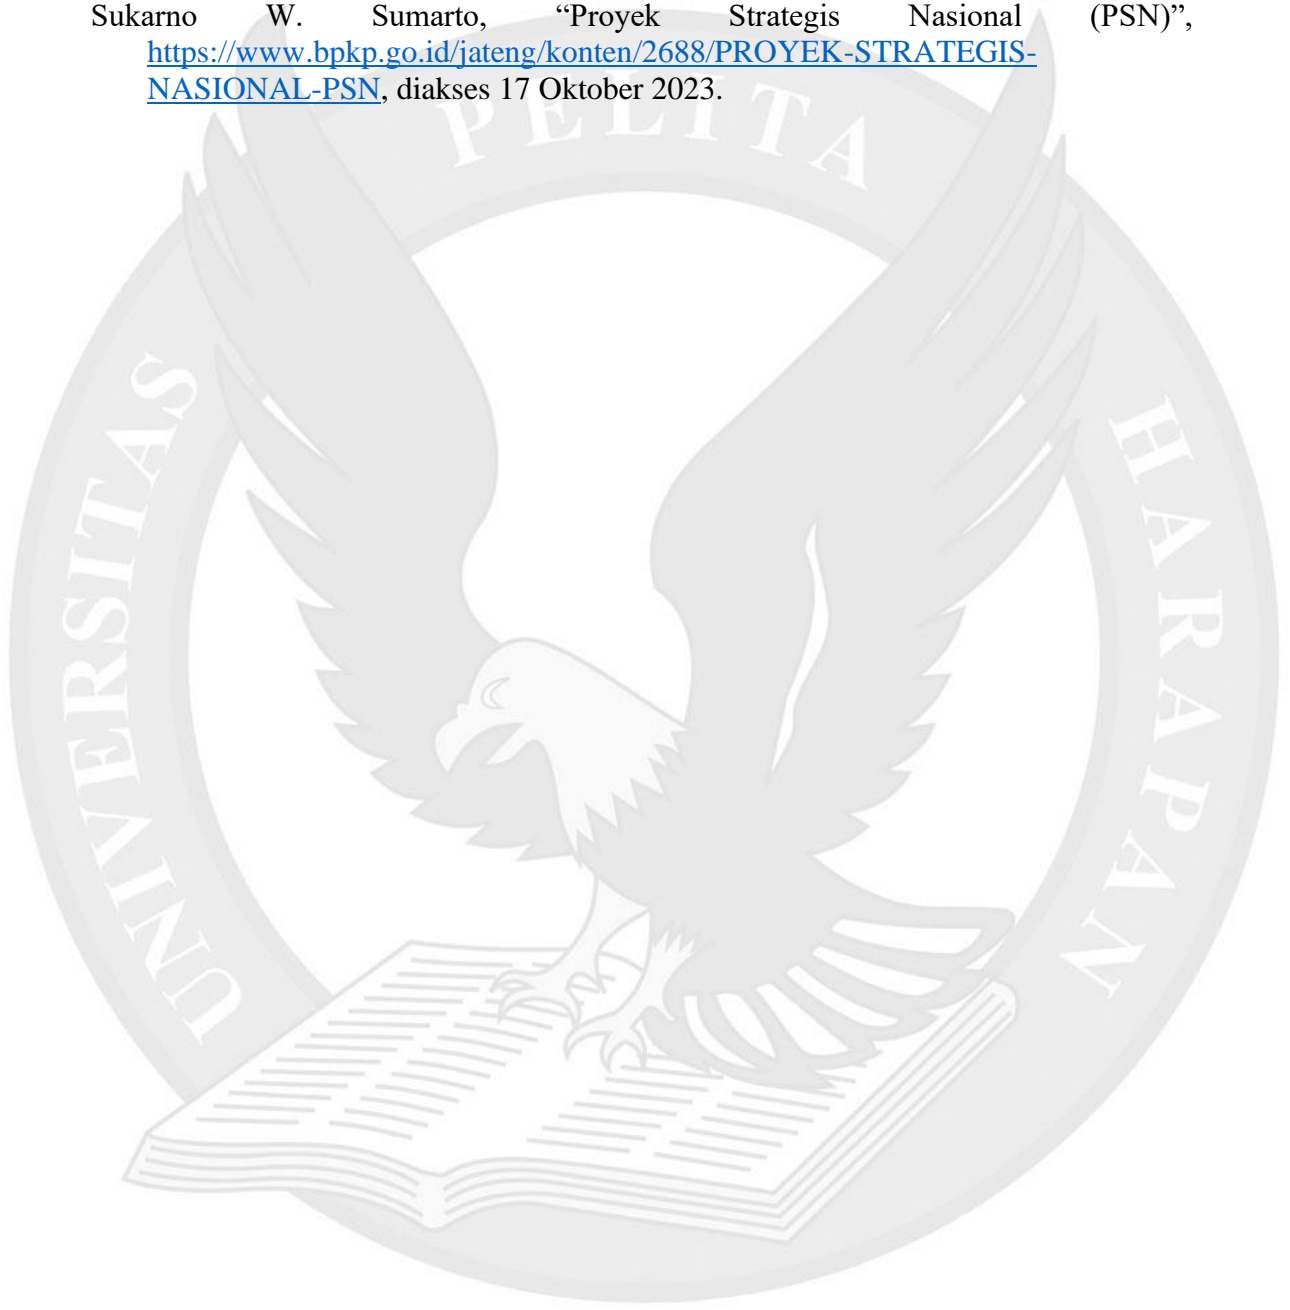 Sukarno W. Sumarto, “Proyek Strategis Nasional (PSN)”,
https://www.bpkp.go.id/jateng/konten/2688/PROYEK-STRATEGIS-
NASIONAL-PSN, diakses 17 Oktober 2023.
UNIVERSITAS PELITA HARAPAN